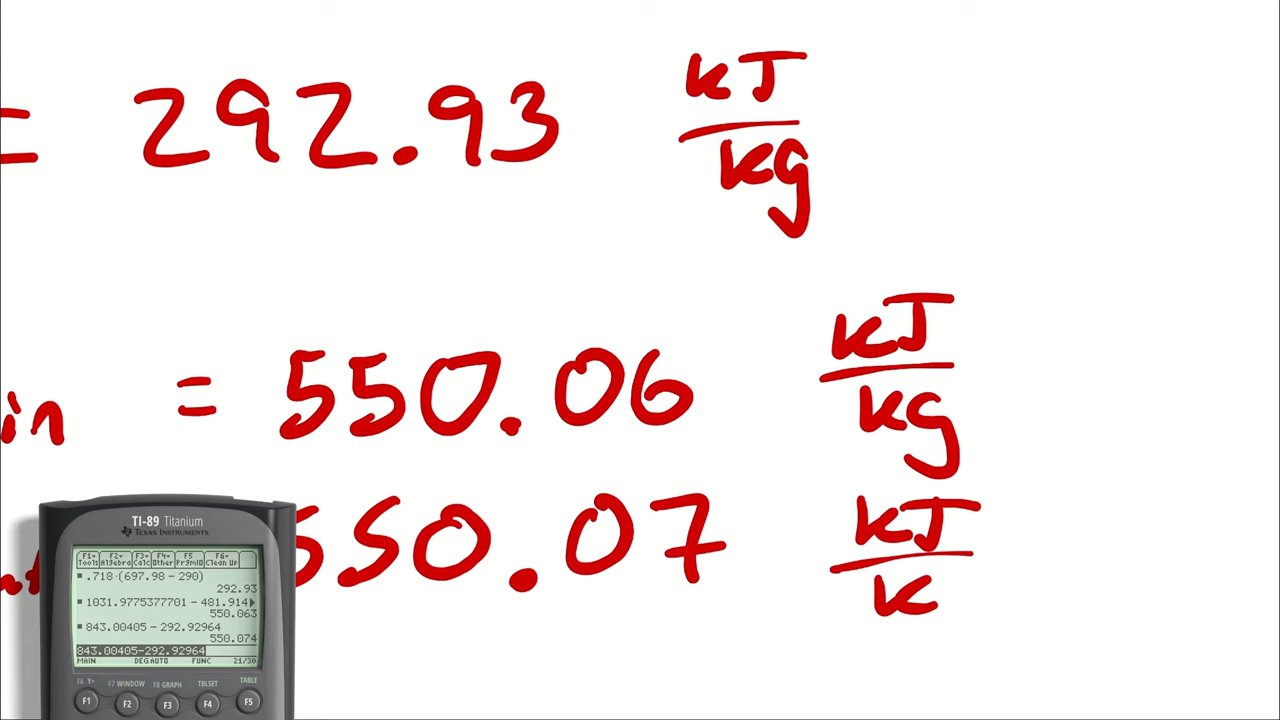 = 292.93 kJ/kg
in = 550.06 kJ/kg
550.07 kJ/k
TI-89 Titanium
TEXAS INSTRUMENTS
F1 F2 F3 F4 F5 F6
Tools Algebra Calc Other PrgmIO Clean Up
.718·(697.98 - 290)
292.93
1031.9775377701 - 481.914
550.063
843.00405 - 292.92964
550.074
843.00405-292.92964
MAIN DEG AUTO FUNC 21/30
F6 Y= F7 WINDOW F8 GRAPH TBLSET TABLE
F1 F2 F3 F4 F5